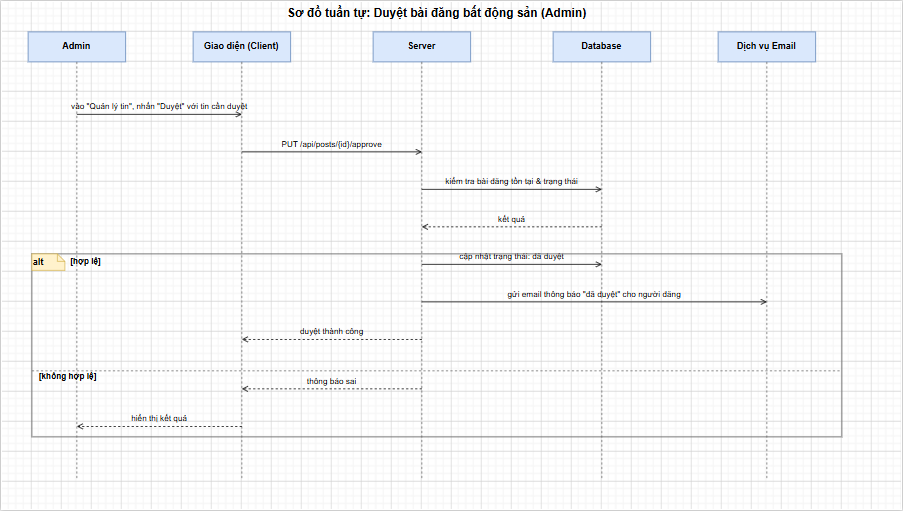 Sơ đồ tuần tự: Duyệt bài đăng bất động sản (Admin)
Admin
Giao diện (Client)
Server
Database
Dịch vụ Email
vào "Quản lý tin", nhấn "Duyệt" với tin cần duyệt
PUT /api/posts/{id}/approve
kiểm tra bài đăng tồn tại & trạng thái
kết quả
alt
[hợp lệ]
cập nhật trạng thái: đã duyệt
gửi email thông báo "đã duyệt" cho người đăng
duyệt thành công
[không hợp lệ]
thông báo sai
hiển thị kết quả